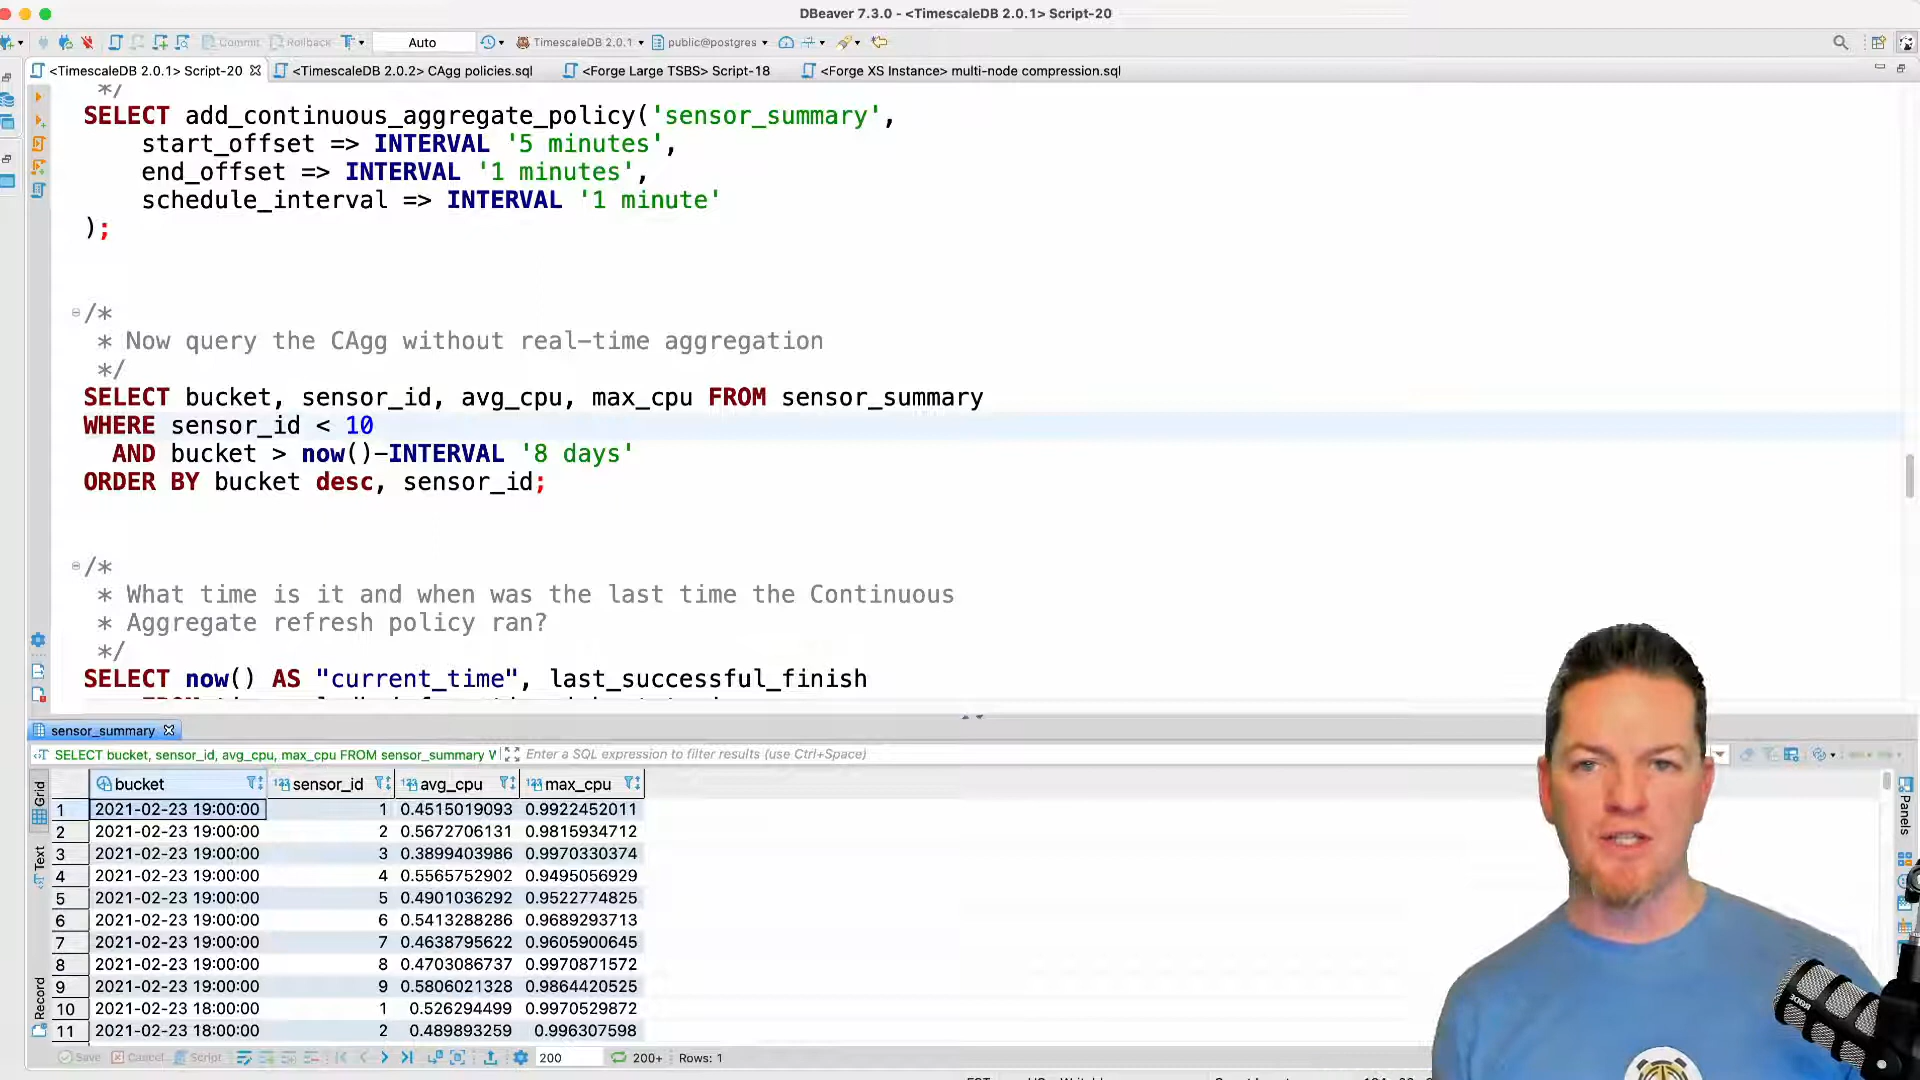 DBeaver 7.3.0 - <TimescaleDB 2.0.1> Script-20
Commit Rollback Auto TimescaleDB 2.0.1 public@postgres
<TimescaleDB 2.0.1> Script-20 <TimescaleDB 2.0.2> CAgg policies.sql <Forge Large TSBS> Script-18 <Forge XS Instance> multi-node compression.sql
*/
SELECT add_continuous_aggregate_policy('sensor_summary',
start_offset => INTERVAL '5 minutes',
end_offset => INTERVAL '1 minutes',
schedule_interval => INTERVAL '1 minute'
);
/*
* Now query the CAgg without real-time aggregation
*/
SELECT bucket, sensor_id, avg_cpu, max_cpu FROM sensor_summary
WHERE sensor_id < 10
AND bucket > now()-INTERVAL '8 days'
ORDER BY bucket desc, sensor_id;
/*
* What time is it and when was the last time the Continuous
* Aggregate refresh policy ran?
*/
SELECT now() AS "current_time", last_successful_finish
sensor_summary
SELECT bucket, sensor_id, avg_cpu, max_cpu FROM sensor_summary W Enter a SQL expression to filter results (use Ctrl+Space)
Grid
Text
Record
Panels
bucket 123 sensor_id 123 avg_cpu 123 max_cpu
1 2021-02-23 19:00:00 1 0.4515019093 0.9922452011
2 2021-02-23 19:00:00 2 0.5672706131 0.9815934712
3 2021-02-23 19:00:00 3 0.3899403986 0.9970330374
4 2021-02-23 19:00:00 4 0.5565752902 0.9495056929
5 2021-02-23 19:00:00 5 0.4901036292 0.9522774825
6 2021-02-23 19:00:00 6 0.5413288286 0.9689293713
7 2021-02-23 19:00:00 7 0.4638795622 0.9605900645
8 2021-02-23 19:00:00 8 0.4703086737 0.9970871572
9 2021-02-23 19:00:00 9 0.5806021328 0.9864420525
10 2021-02-23 18:00:00 1 0.526294499 0.9970529872
11 2021-02-23 18:00:00 2 0.489893259 0.996307598
Save Cancel Script 200 200+ Rows: 1
RODE